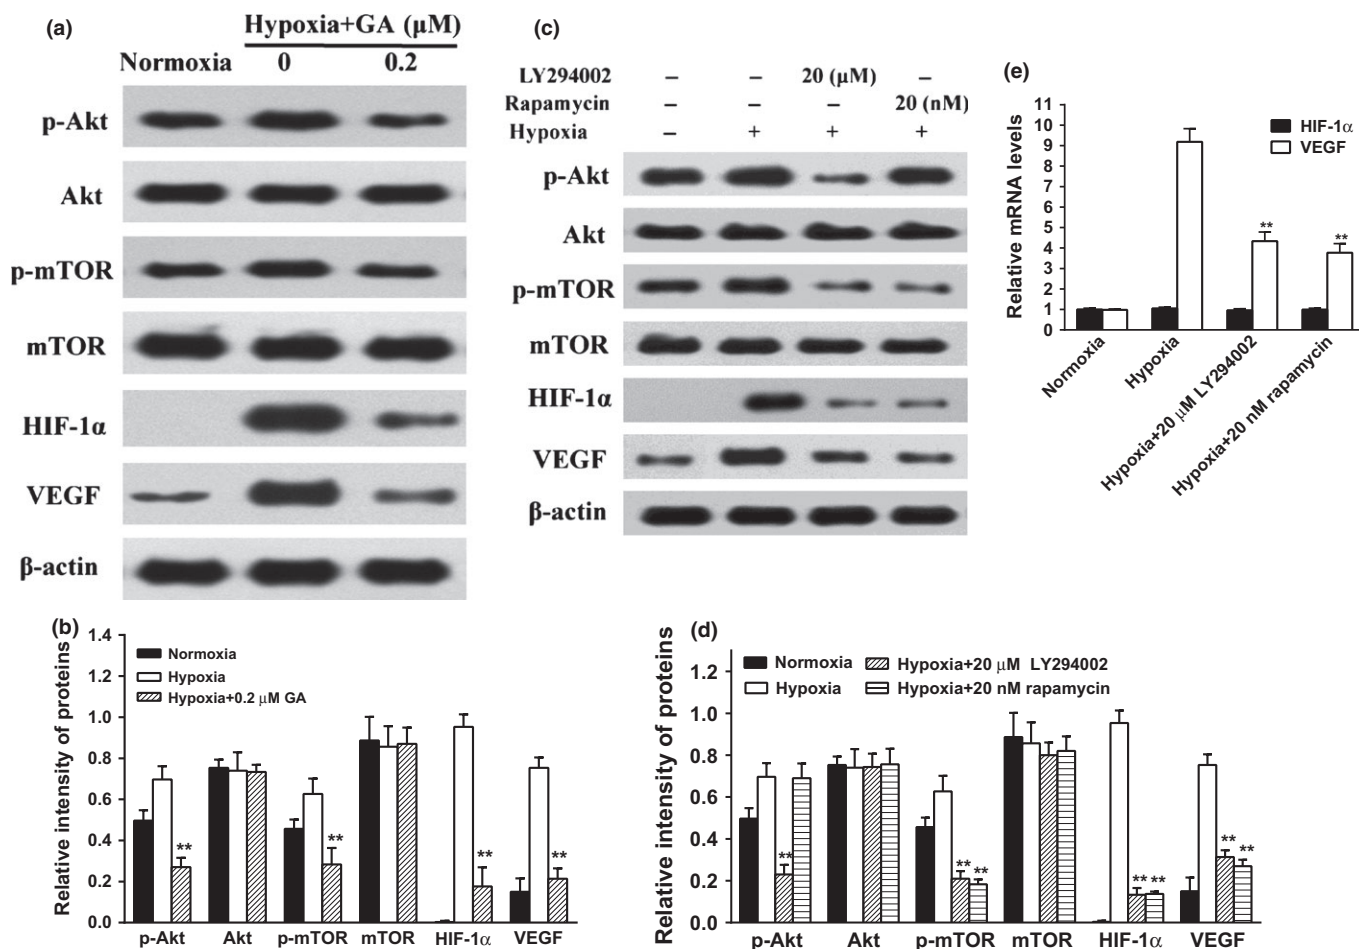 (a)
Hypoxia+GA (μM)
Normoxia 0 0.2
p-Akt
Akt
p-mTOR
mTOR
HIF-1α
VEGF
β-actin
(c)
LY294002 – – 20 (μM) –
Rapamycin – – – 20 (nM)
Hypoxia – + + +
p-Akt
Akt
p-mTOR
mTOR
HIF-1α
VEGF
β-actin
(e)
Relative mRNA levels
11
10
9
8
7
6
5
4
3
2
1
0
HIF-1α
VEGF
** **
Normoxia
Hypoxia
Hypoxia+20 μM LY294002
Hypoxia+20 nM rapamycin
(b)
Relative intensity of proteins
1.4
1.0
0.8
0.6
0.4
0.2
0.0
Normoxia
Hypoxia
Hypoxia+0.2 μM GA
** ** ** **
p-Akt Akt p-mTOR mTOR HIF-1α VEGF
(d)
Relative intensity of proteins
1.2
1.0
0.8
0.6
0.4
0.2
0.0
Normoxia Hypoxia+20 μM LY294002
Hypoxia Hypoxia+20 nM rapamycin
** ** ** ** ** ** **
p-Akt Akt p-mTOR mTOR HIF-1α VEGF